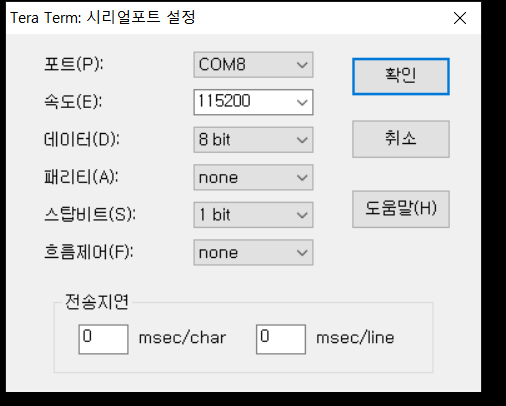 Tera Term: 시리얼포트 설정
포트(P): COM8 확인
속도(E): 115200
데이터(D): 8 bit 취소
패리티(A): none
스탑비트(S): 1 bit 도움말(H)
흐름제어(F): none
전송지연
0 msec/char 0 msec/line